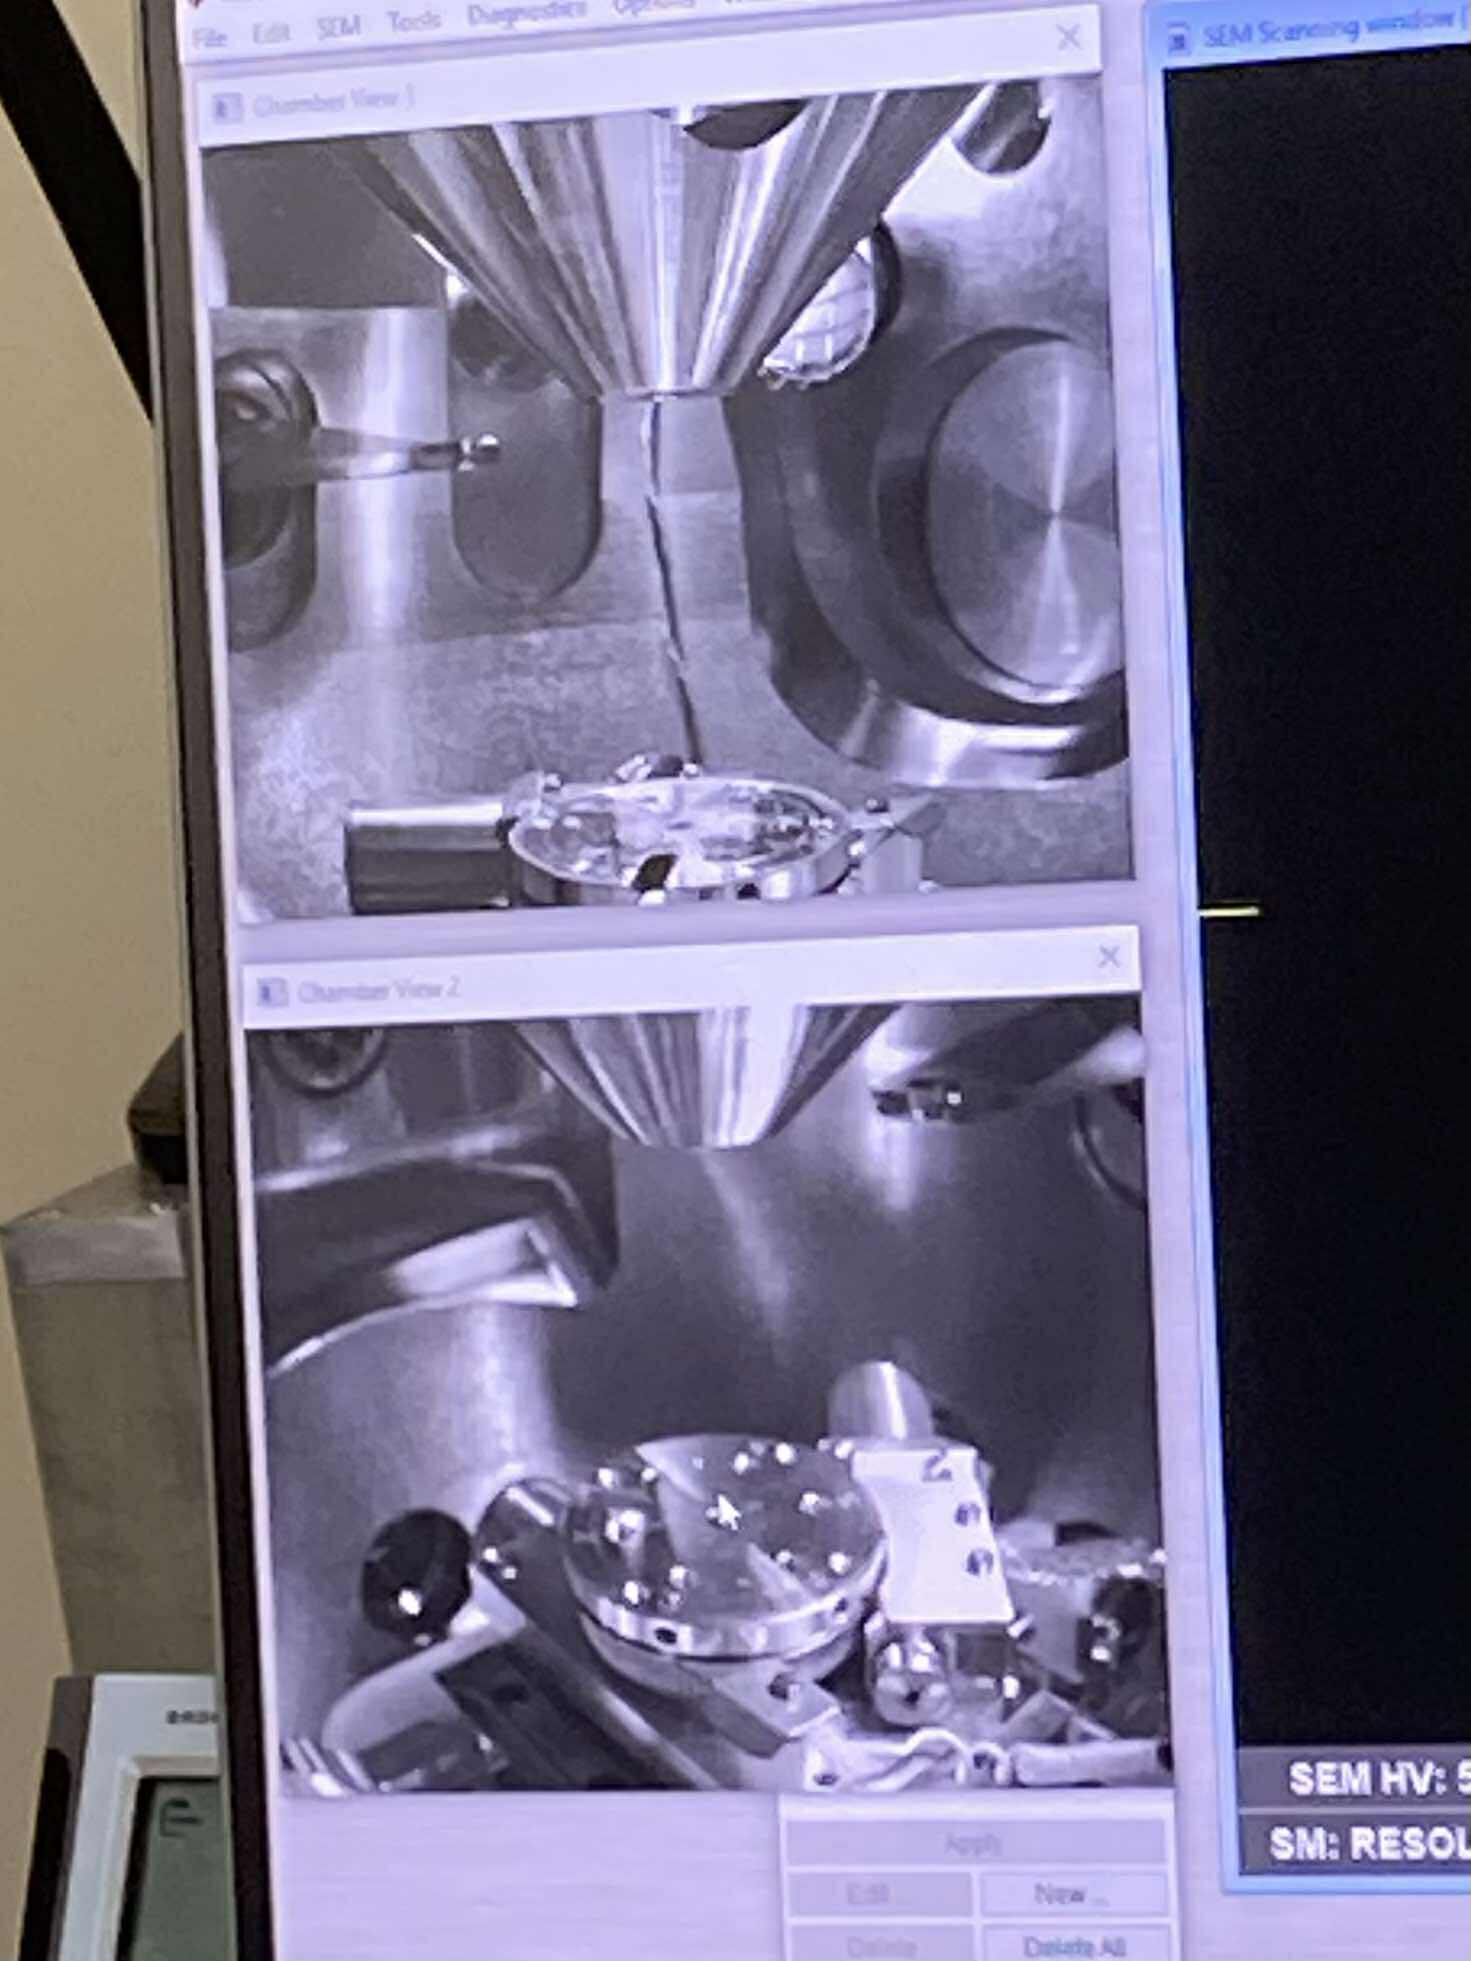 File Edit SEM Tools Diagnostics Options
Chamber View 1
SEM Scanning window
Chamber View 2
SEM HV: 5
SM: RESOL
Apply
Edit New ...
Delete Delete All